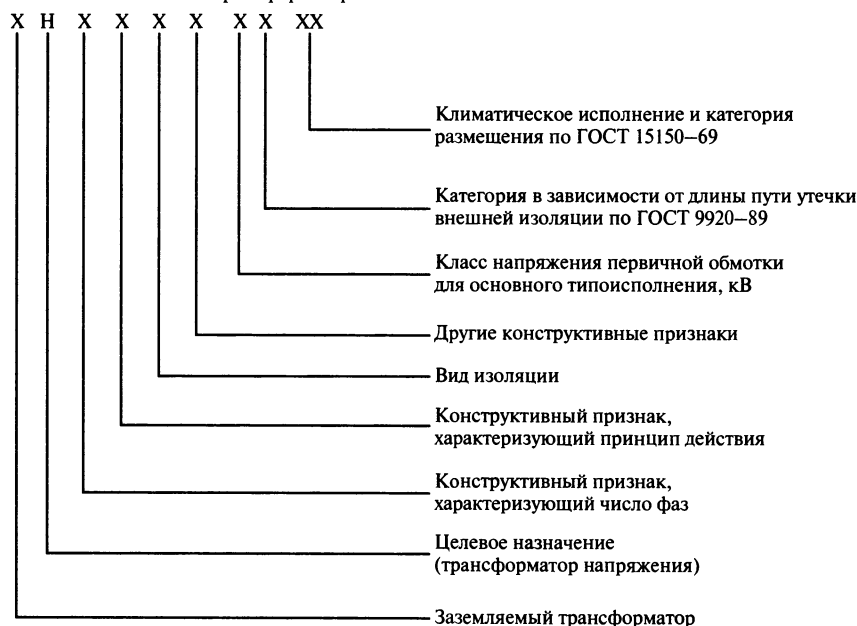 Х Н Х Х Х Х Х Х ХХ
Климатическое исполнение и категория
размещения по ГОСТ 15150—69
Категория в зависимости от длины пути утечки
внешней изоляции по ГОСТ 9920—89
Класс напряжения первичной обмотки
для основного типоисполнения, кВ
Другие конструктивные признаки
Вид изоляции
Конструктивный признак,
характеризующий принцип действия
Конструктивный признак,
характеризующий число фаз
Целевое назначение
(трансформатор напряжения)
Заземляемый трансформатор